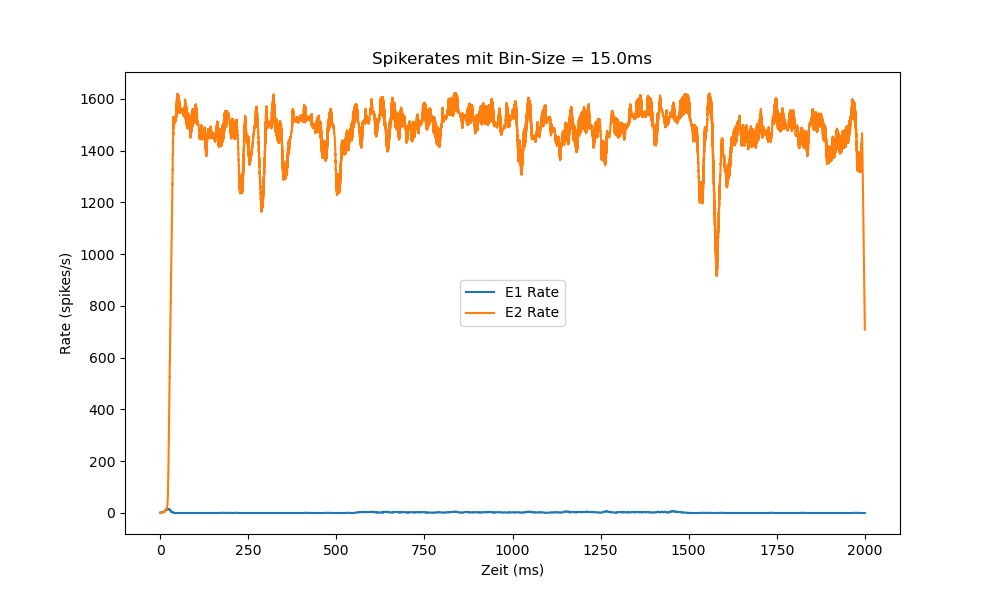 Spikerates mit Bin-Size = 15.0ms
Rate (spikes/s)
1600
1400
1200
1000
800
600
400
200
0
E1 Rate
E2 Rate
0 250 500 750 1000 1250 1500 1750 2000
Zeit (ms)